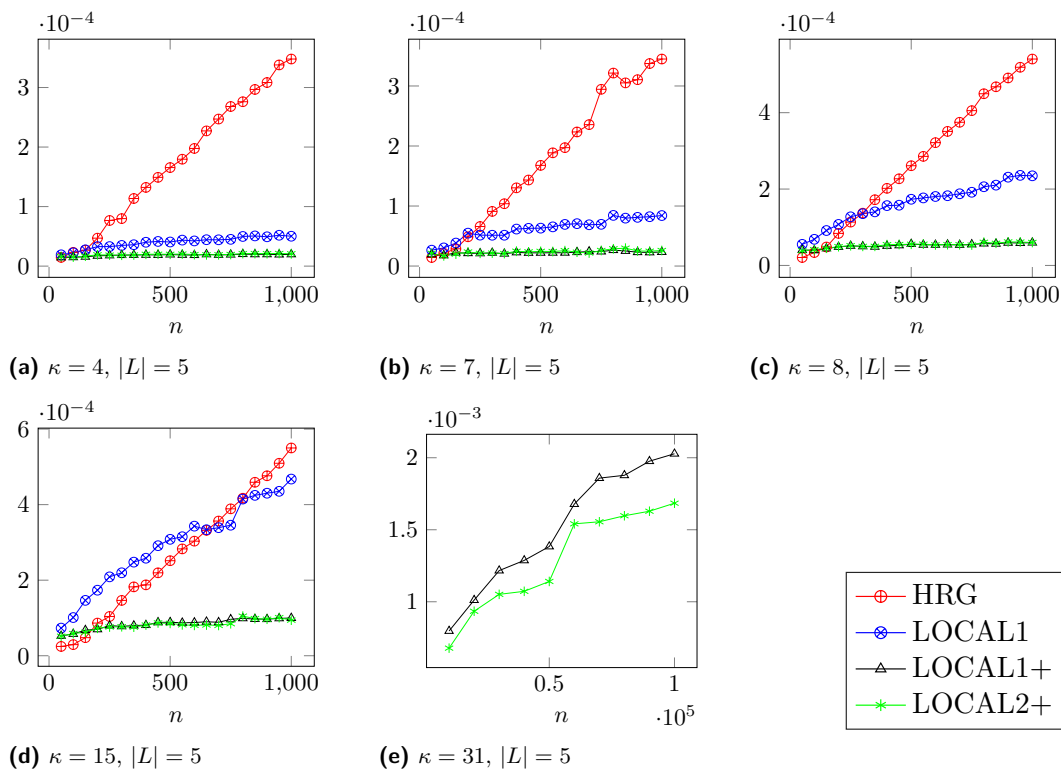 ·10⁻⁴ ·10⁻⁴ ·10⁻⁴
3
2
1
0
0 500 1,000
n
3
2
1
0
0 500 1,000
n
4
2
0
0 500 1,000
n
(a) κ = 4, |L| = 5
(b) κ = 7, |L| = 5
(c) κ = 8, |L| = 5
·10⁻⁴
6
4
2
0
0 500 1,000
n
(d) κ = 15, |L| = 5
·10⁻³
2
1.5
1
0.5 1
n
·10⁵
(e) κ = 31, |L| = 5
HRG
LOCAL1
LOCAL1+
LOCAL2+